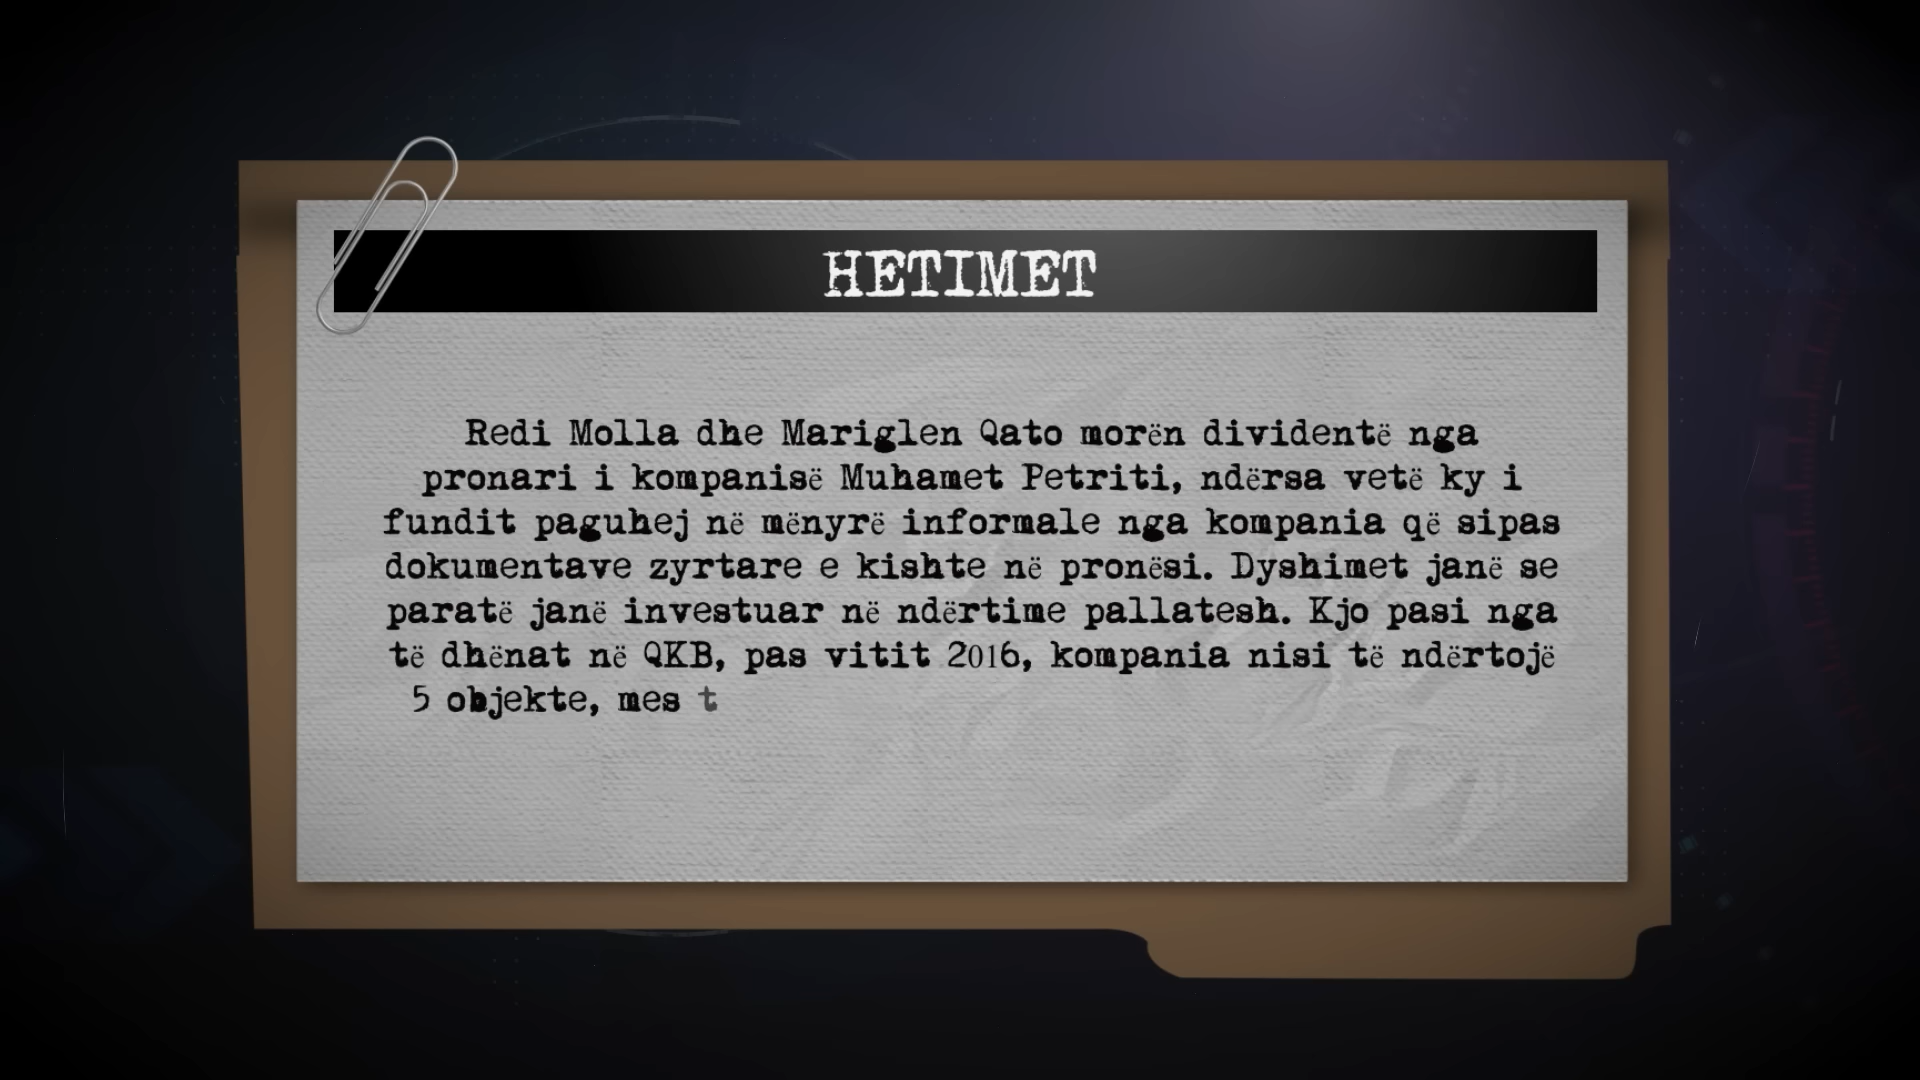 HETIMET
Redi Molla dhe Mariglen Qato morën dividentë nga
pronari i kompanisë Muhamet Petriti, ndërsa vetë ky i
fundit paguhej në mënyrë informale nga kompania që sipas
dokumentave zyrtare e kishte në pronësi. Dyshimet janë se
paratë janë investuar në ndërtime pallatesh. Kjo pasi nga
të dhënat në QKB, pas vitit 2016, kompania nisi të ndërtojë
5 objekte, mes t